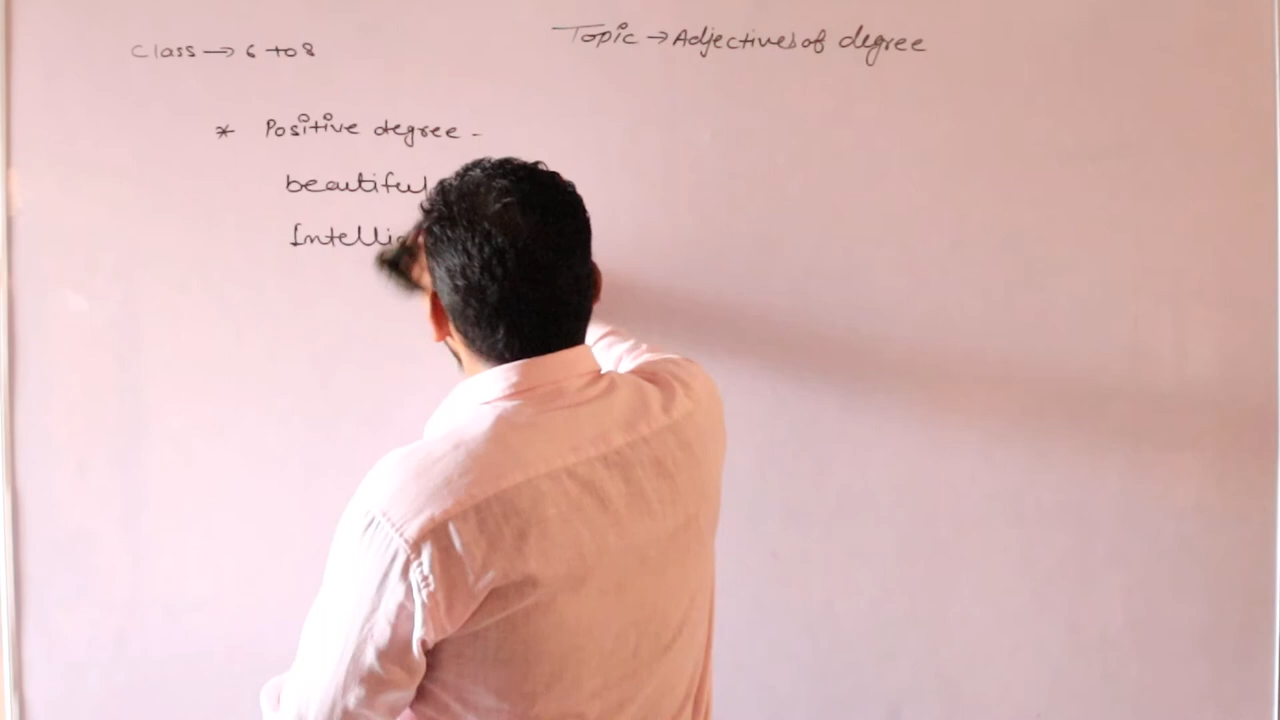 Class → 6 to 8
Topic → Adjectives of degree
* Positive degree -
beautiful